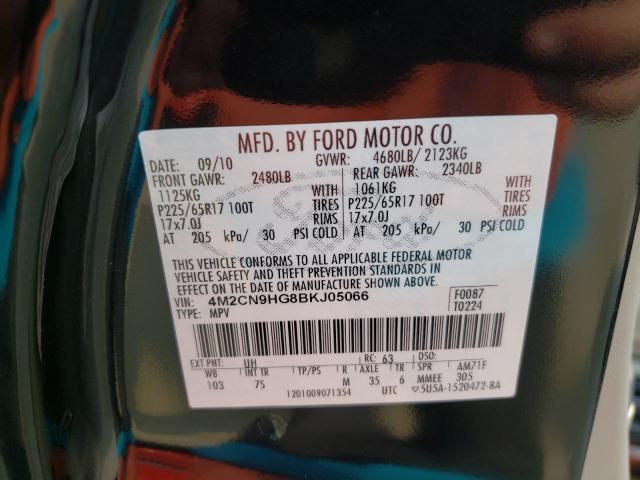 MFD. BY FORD MOTOR CO.
DATE: 09/10 GVWR: 4680LB/ 2123KG
FRONT GAWR: 2480LB REAR GAWR: 2340LB
1125KG WITH 1061KG WITH
P225/65R17 100T TIRES P225/65R17 100T TIRES
17x7.0J RIMS 17x7.0J RIMS
AT 205 kPa/ 30 PSI COLD AT 205 kPa/ 30 PSI COLD
Ford
THIS VEHICLE CONFORMS TO ALL APPLICABLE FEDERAL MOTOR
VEHICLE SAFETY AND THEFT PREVENTION STANDARDS IN
EFFECT ON THE DATE OF MANUFACTURE SHOWN ABOVE.
VIN: 4M2CN9HG8BKJ05066 F0087
TYPE: MPV T0224
EXT PNT: UH RC: 63 DSO:
WB TP/PS R AXLE TR SPR AM71F
103 75 M 35 6 MMEE 305
1201009071354 UTC 5U5A-1520472-BA